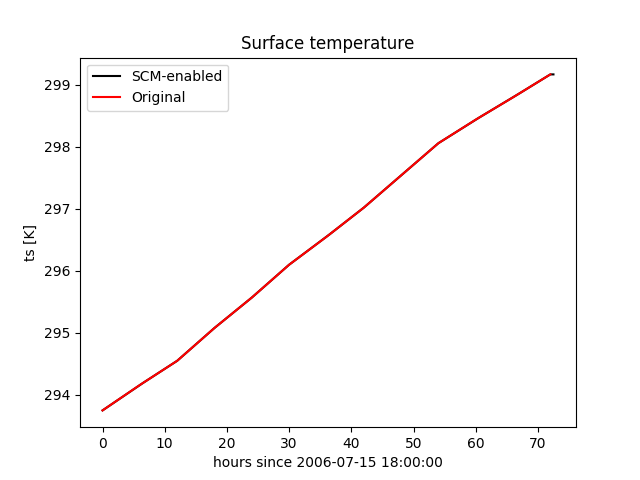 Surface temperature
SCM-enabled
Original
299
298
297
296
295
294
ts [K]
0 10 20 30 40 50 60 70
hours since 2006-07-15 18:00:00